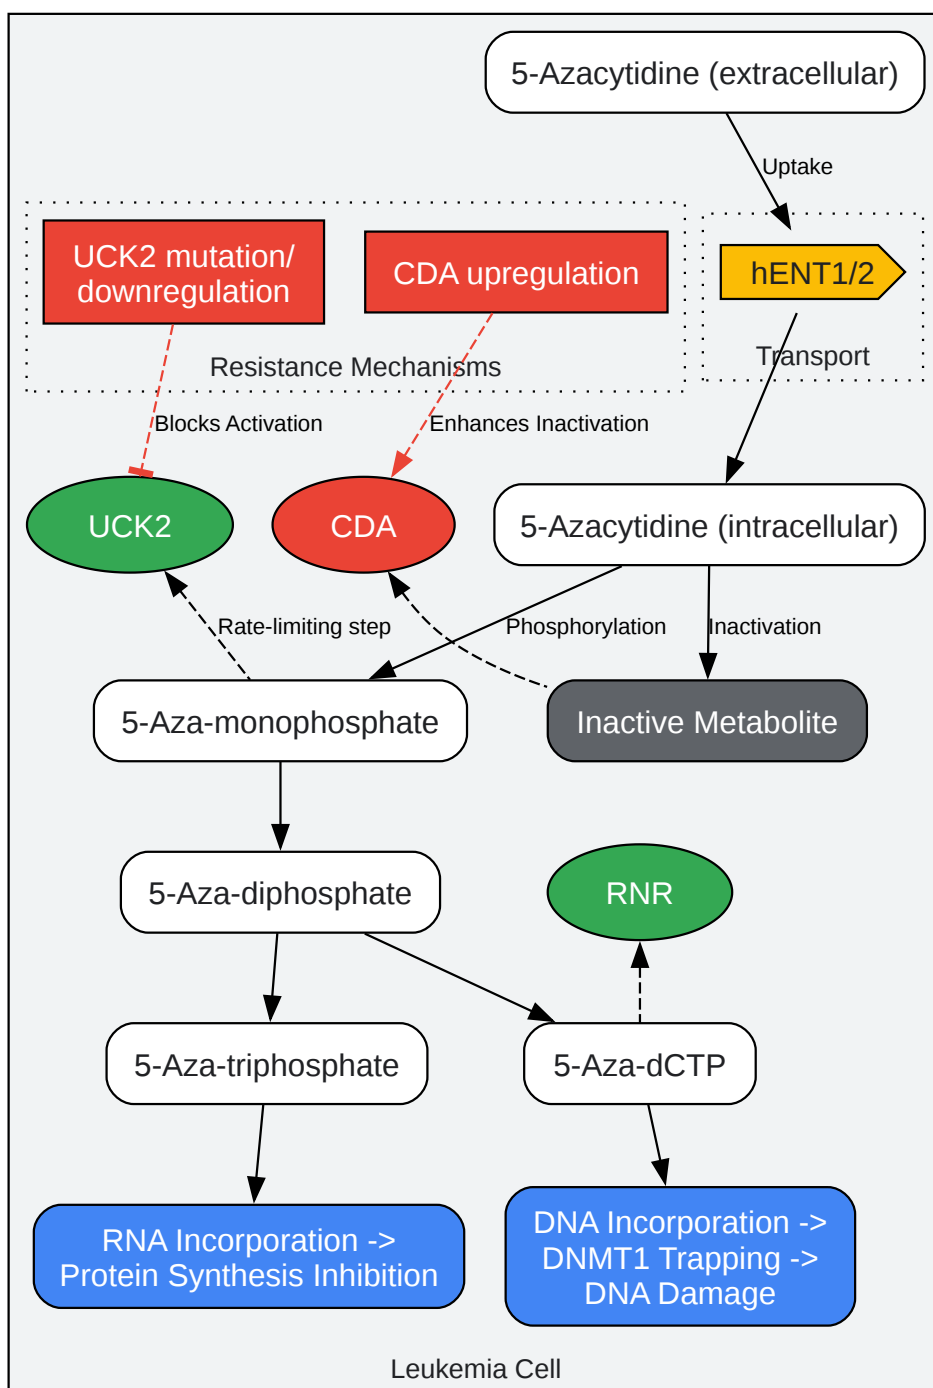 5-Azacytidine (extracellular)
Uptake
UCK2 mutation/
downregulation
CDA upregulation
hENT1/2
Resistance Mechanisms
Transport
Blocks Activation
Enhances Inactivation
UCK2
CDA
5-Azacytidine (intracellular)
Rate-limiting step
Phosphorylation
Inactivation
5-Aza-monophosphate
Inactive Metabolite
5-Aza-diphosphate
RNR
5-Aza-triphosphate
5-Aza-dCTP
RNA Incorporation ->
Protein Synthesis Inhibition
DNA Incorporation ->
DNMT1 Trapping ->
DNA Damage
Leukemia Cell